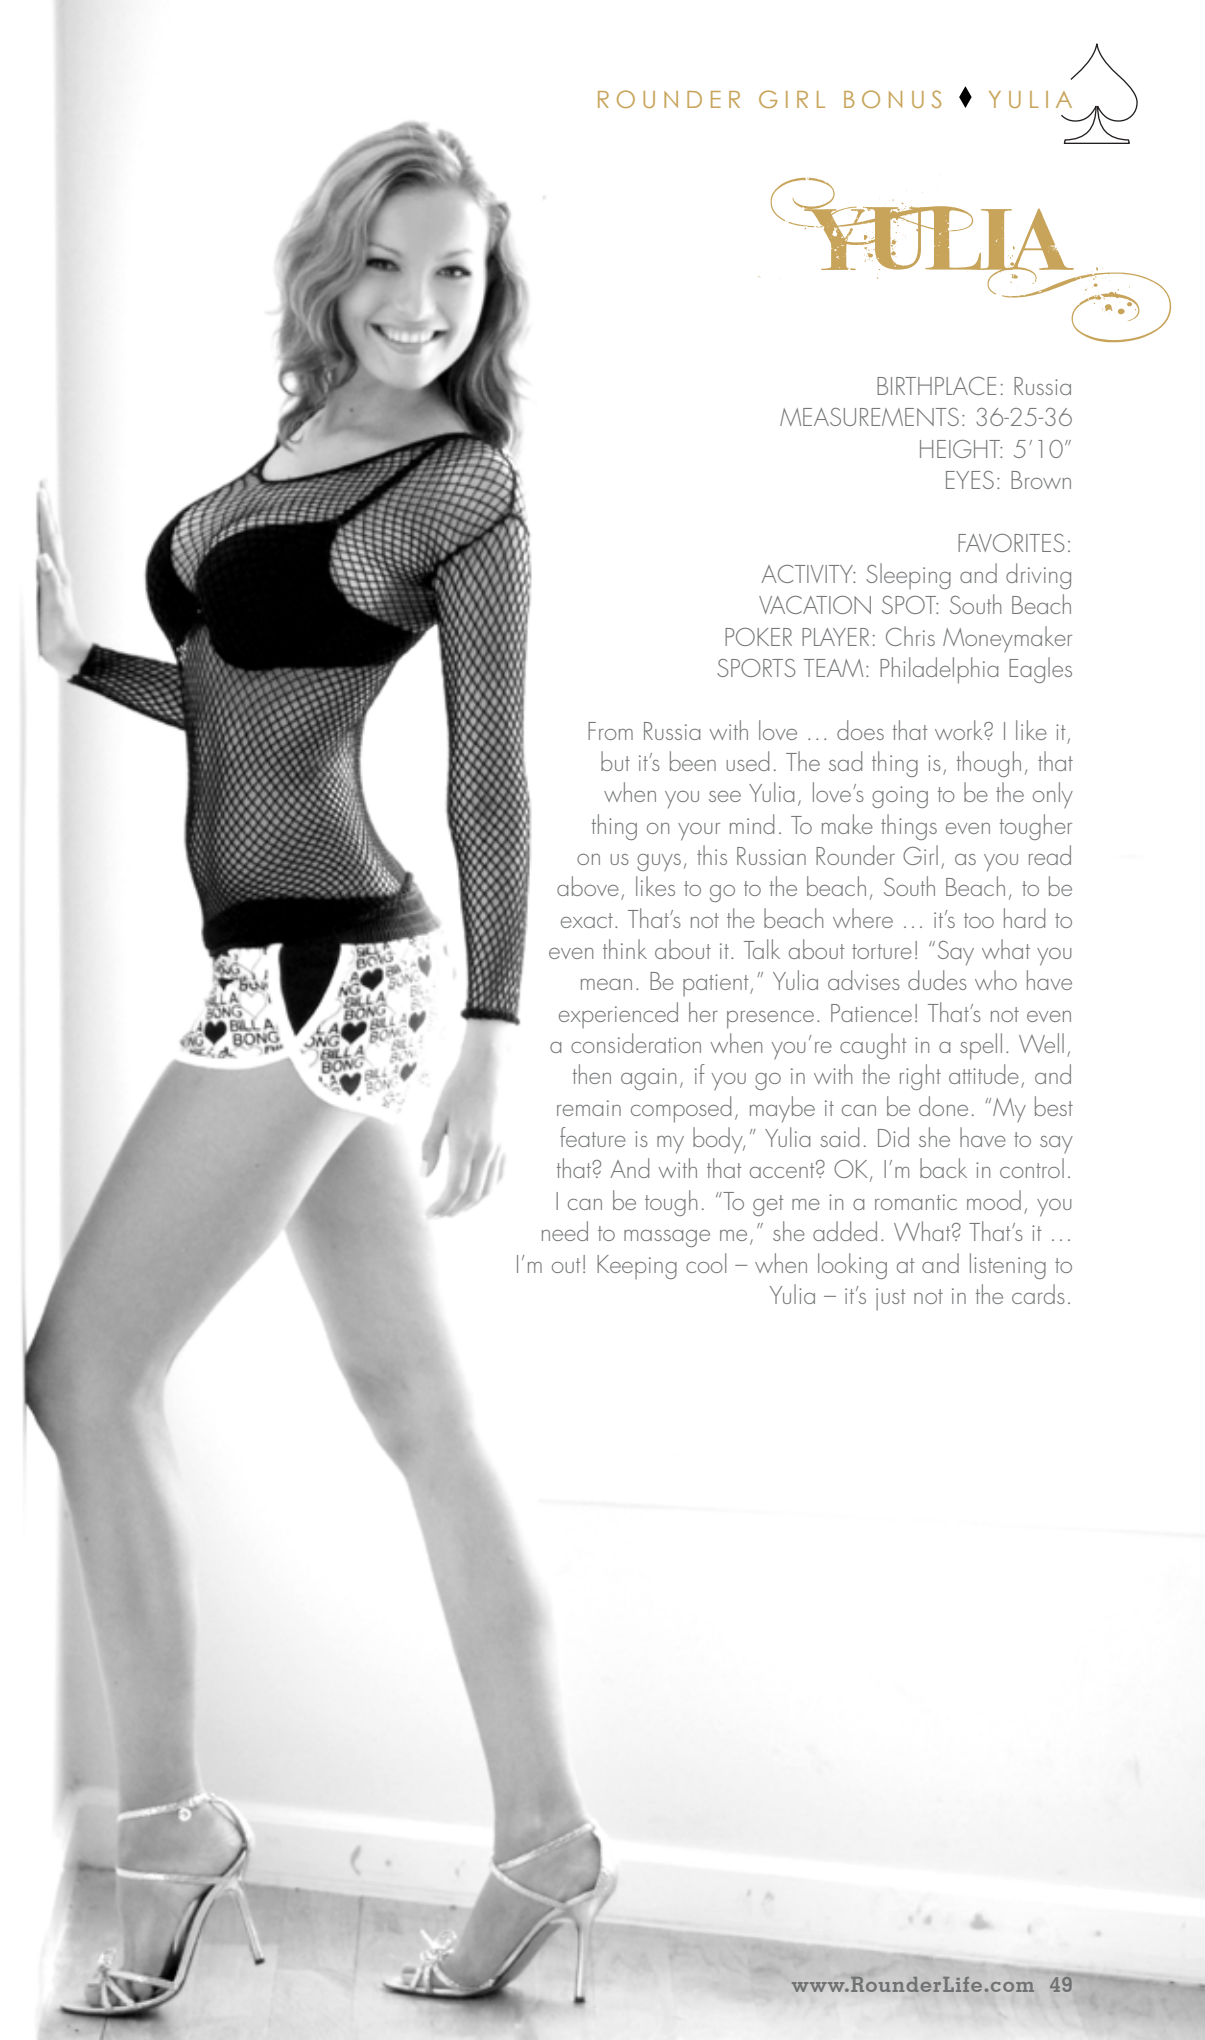 ROUNDER GIRL BONUS ♦ YULIA
YULIA
BIRTHPLACE: Russia
MEASUREMENTS: 36-25-36
HEIGHT: 5’10”
EYES: Brown
FAVORITES:
ACTIVITY: Sleeping and driving
VACATION SPOT: South Beach
POKER PLAYER: Chris Moneymaker
SPORTS TEAM: Philadelphia Eagles
From Russia with love … does that work? I like it,
but it’s been used. The sad thing is, though, that
when you see Yulia, love’s going to be the only
thing on your mind. To make things even tougher
on us guys, this Russian Rounder Girl, as you read
above, likes to go to the beach, South Beach, to be
exact. That’s not the beach where … it’s too hard to
even think about it. Talk about torture! “Say what you
mean. Be patient,” Yulia advises dudes who have
experienced her presence. Patience! That’s not even
a consideration when you’re caught in a spell. Well,
then again, if you go in with the right attitude, and
remain composed, maybe it can be done. “My best
feature is my body,” Yulia said. Did she have to say
that? And with that accent? OK, I’m back in control.
I can be tough. “To get me in a romantic mood, you
need to massage me,” she added. What? That’s it …
I’m out! Keeping cool – when looking at and listening to
Yulia – it’s just not in the cards.
BILLA
BONG
BILLA
BONG
BILLA
BONG
www.RounderLife.com 49